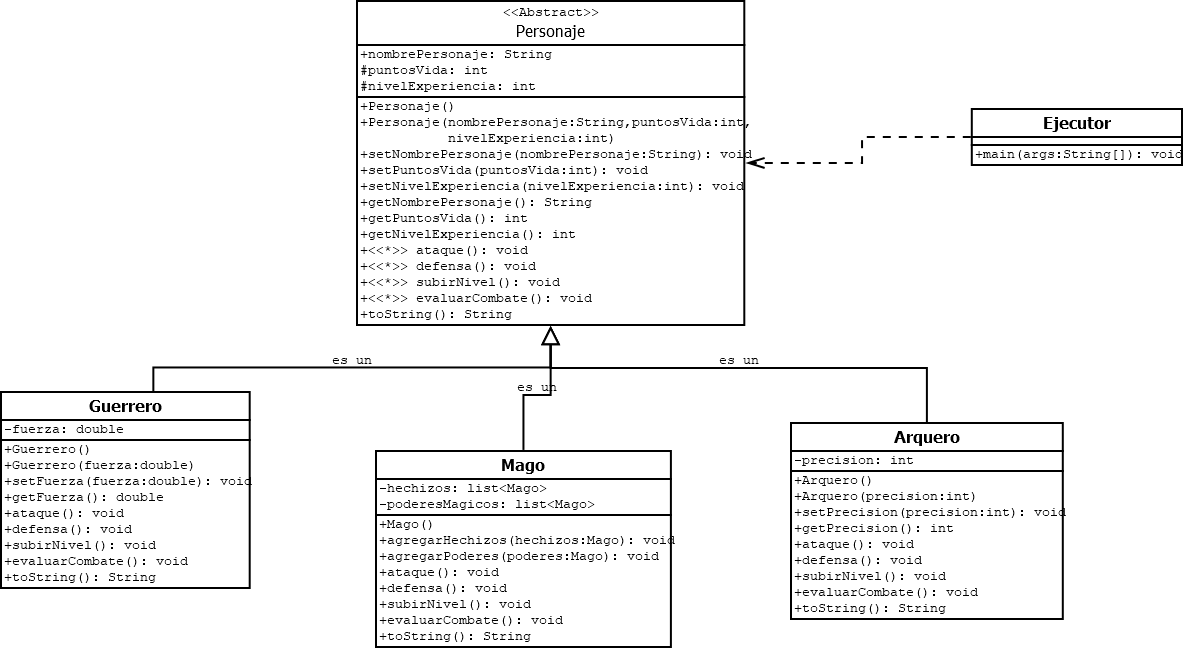 <<Abstract>>
Personaje
+nombrePersonaje: String
#puntosVida: int
#nivelExperiencia: int
+Personaje()
+Personaje(nombrePersonaje:String,puntosVida:int,
nivelExperiencia:int)
+setNombrePersonaje(nombrePersonaje:String): void
+setPuntosVida(puntosVida:int): void
+setNivelExperiencia(nivelExperiencia:int): void
+getNombrePersonaje(): String
+getPuntosVida(): int
+getNivelExperiencia(): int
+<<*>> ataque(): void
+<<*>> defensa(): void
+<<*>> subirNivel(): void
+<<*>> evaluarCombate(): void
+toString(): String
Ejecutor
+main(args:String[]): void
es un
es un
es un
Guerrero
-fuerza: double
+Guerrero()
+Guerrero(fuerza:double)
+setFuerza(fuerza:double): void
+getFuerza(): double
+ataque(): void
+defensa(): void
+subirNivel(): void
+evaluarCombate(): void
+toString(): String
Mago
-hechizos: list<Mago>
-poderesMagicos: list<Mago>
+Mago()
+agregarHechizos(hechizos:Mago): void
+agregarPoderes(poderes:Mago): void
+ataque(): void
+defensa(): void
+subirNivel(): void
+evaluarCombate(): void
+toString(): String
Arquero
-precision: int
+Arquero()
+Arquero(precision:int)
+setPrecision(precision:int): void
+getPrecision(): int
+ataque(): void
+defensa(): void
+subirNivel(): void
+evaluarCombate(): void
+toString(): String